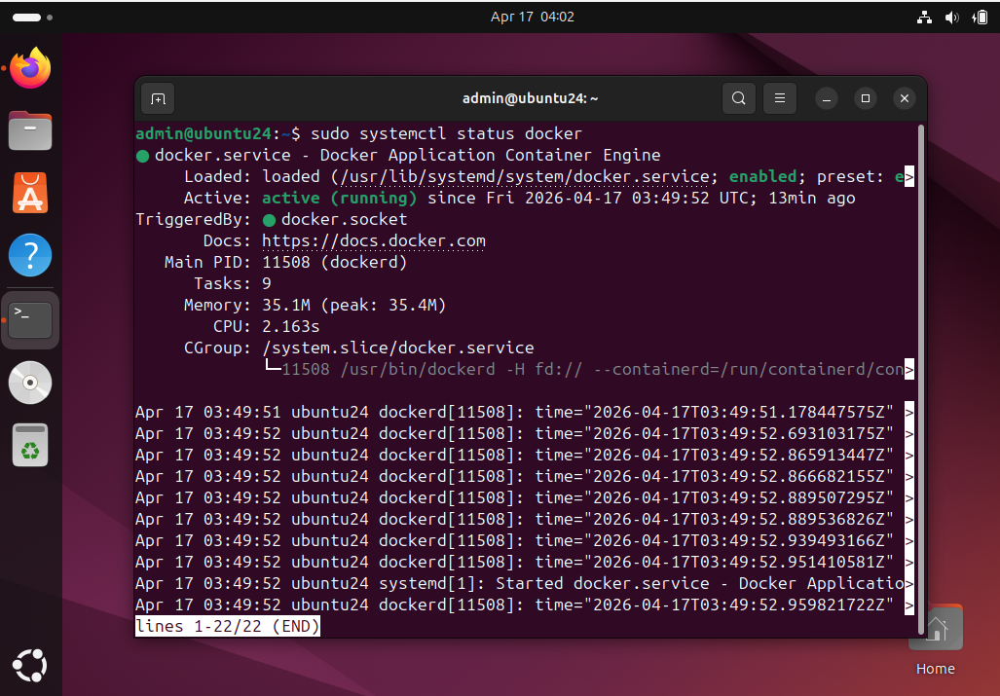 Apr 17 04:02
admin@ubuntu24: ~
admin@ubuntu24:~$ sudo systemctl status docker
docker.service - Docker Application Container Engine
Loaded: loaded (/usr/lib/systemd/system/docker.service; enabled; preset: e>
Active: active (running) since Fri 2026-04-17 03:49:52 UTC; 13min ago
TriggeredBy: ● docker.socket
Docs: https://docs.docker.com
Main PID: 11508 (dockerd)
Tasks: 9
Memory: 35.1M (peak: 35.4M)
CPU: 2.163s
CGroup: /system.slice/docker.service
└─11508 /usr/bin/dockerd -H fd:// --containerd=/run/containerd/con>
Apr 17 03:49:51 ubuntu24 dockerd[11508]: time="2026-04-17T03:49:51.178447575Z" >
Apr 17 03:49:52 ubuntu24 dockerd[11508]: time="2026-04-17T03:49:52.693103175Z" >
Apr 17 03:49:52 ubuntu24 dockerd[11508]: time="2026-04-17T03:49:52.865913447Z" >
Apr 17 03:49:52 ubuntu24 dockerd[11508]: time="2026-04-17T03:49:52.866682155Z" >
Apr 17 03:49:52 ubuntu24 dockerd[11508]: time="2026-04-17T03:49:52.889507295Z" >
Apr 17 03:49:52 ubuntu24 dockerd[11508]: time="2026-04-17T03:49:52.889536826Z" >
Apr 17 03:49:52 ubuntu24 dockerd[11508]: time="2026-04-17T03:49:52.939493166Z" >
Apr 17 03:49:52 ubuntu24 dockerd[11508]: time="2026-04-17T03:49:52.951410581Z" >
Apr 17 03:49:52 ubuntu24 systemd[1]: Started docker.service - Docker Applicatio>
Apr 17 03:49:52 ubuntu24 dockerd[11508]: time="2026-04-17T03:49:52.959821722Z" >
lines 1-22/22 (END)
Home